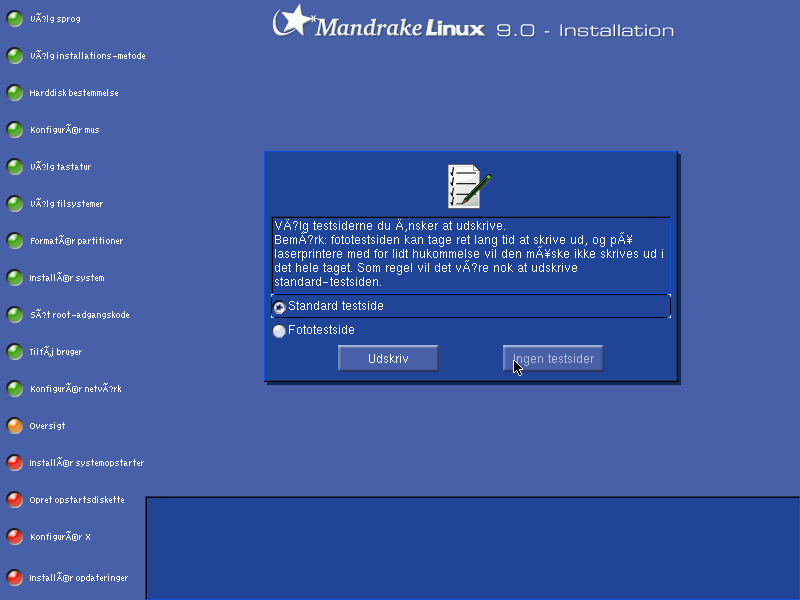 MandrakeLinux 9.0 - Installation
VÃ?lg sprog
VÃ?lg installations-metode
Harddisk bestemmelse
KonfigurÃ@r mus
VÃ?lg tastatur
VÃ?lg filsystemer
FormatÃ@r partitioner
InstallÃ@r system
SÃ?t root-adgangskode
TilfÃ¸j bruger
KonfigurÃ@r netvÃ?rk
Oversigt
InstallÃ@r systemopstarter
Opret opstartsdiskette
KonfigurÃ@r X
InstallÃ@r opdateringer
VÃ?lg testsiderne du Ã¸nsker at udskrive.
BemÃ?rk: fototestsiden kan tage ret lang tid at skrive ud, og pÃ¥
laserprintere med for lidt hukommelse vil den mÃ¥ske ikke skrives ud i
det hele taget. Som regel vil det vÃ?re nok at udskrive
standard-testsiden.
Standard testside
Fototestside
Udskriv
Ingen testsider